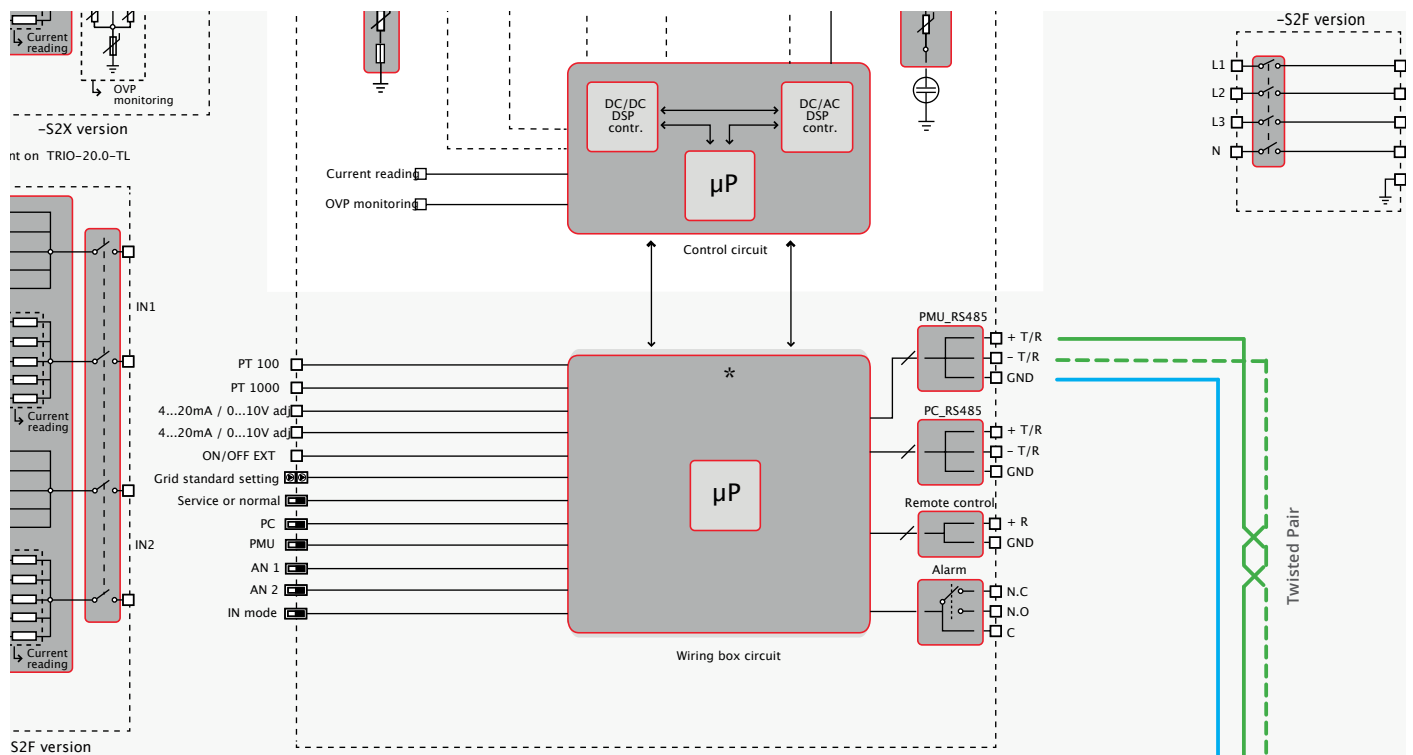 Current
reading
OVP
monitoring
-S2X version
nt on TRIO-20.0-TL
IN1
Current
reading
IN2
Current
reading
S2F version
DC/DC
DSP
contr.
DC/AC
DSP
contr.
µP
Current reading
OVP monitoring
Control circuit
PT 100
PT 1000
4...20mA / 0...10V adj
4...20mA / 0...10V adj
ON/OFF EXT
Grid standard setting
Service or normal
PC
PMU
AN 1
AN 2
IN mode
*
µP
Wiring box circuit
PMU_RS485
+ T/R
- T/R
GND
PC_RS485
+ T/R
- T/R
GND
Remote control
+ R
GND
Alarm
N.C
N.O
C
-S2F version
L1
L2
L3
N
Twisted Pair